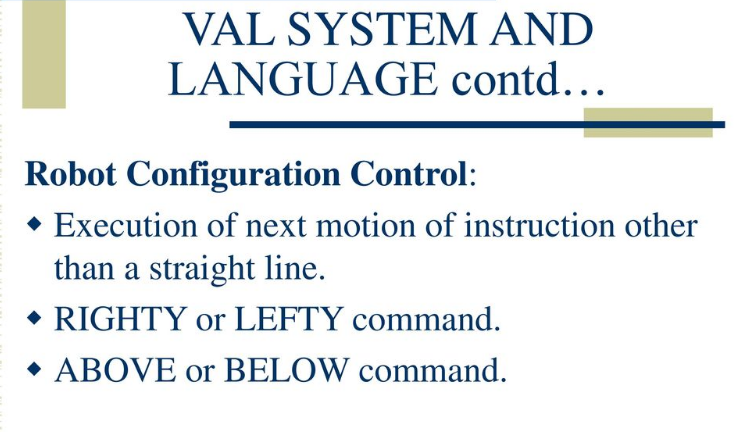 VAL SYSTEM AND
LANGUAGE contd…
Robot Configuration Control:
◆ Execution of next motion of instruction other
than a straight line.
◆ RIGHTY or LEFTY command.
◆ ABOVE or BELOW command.